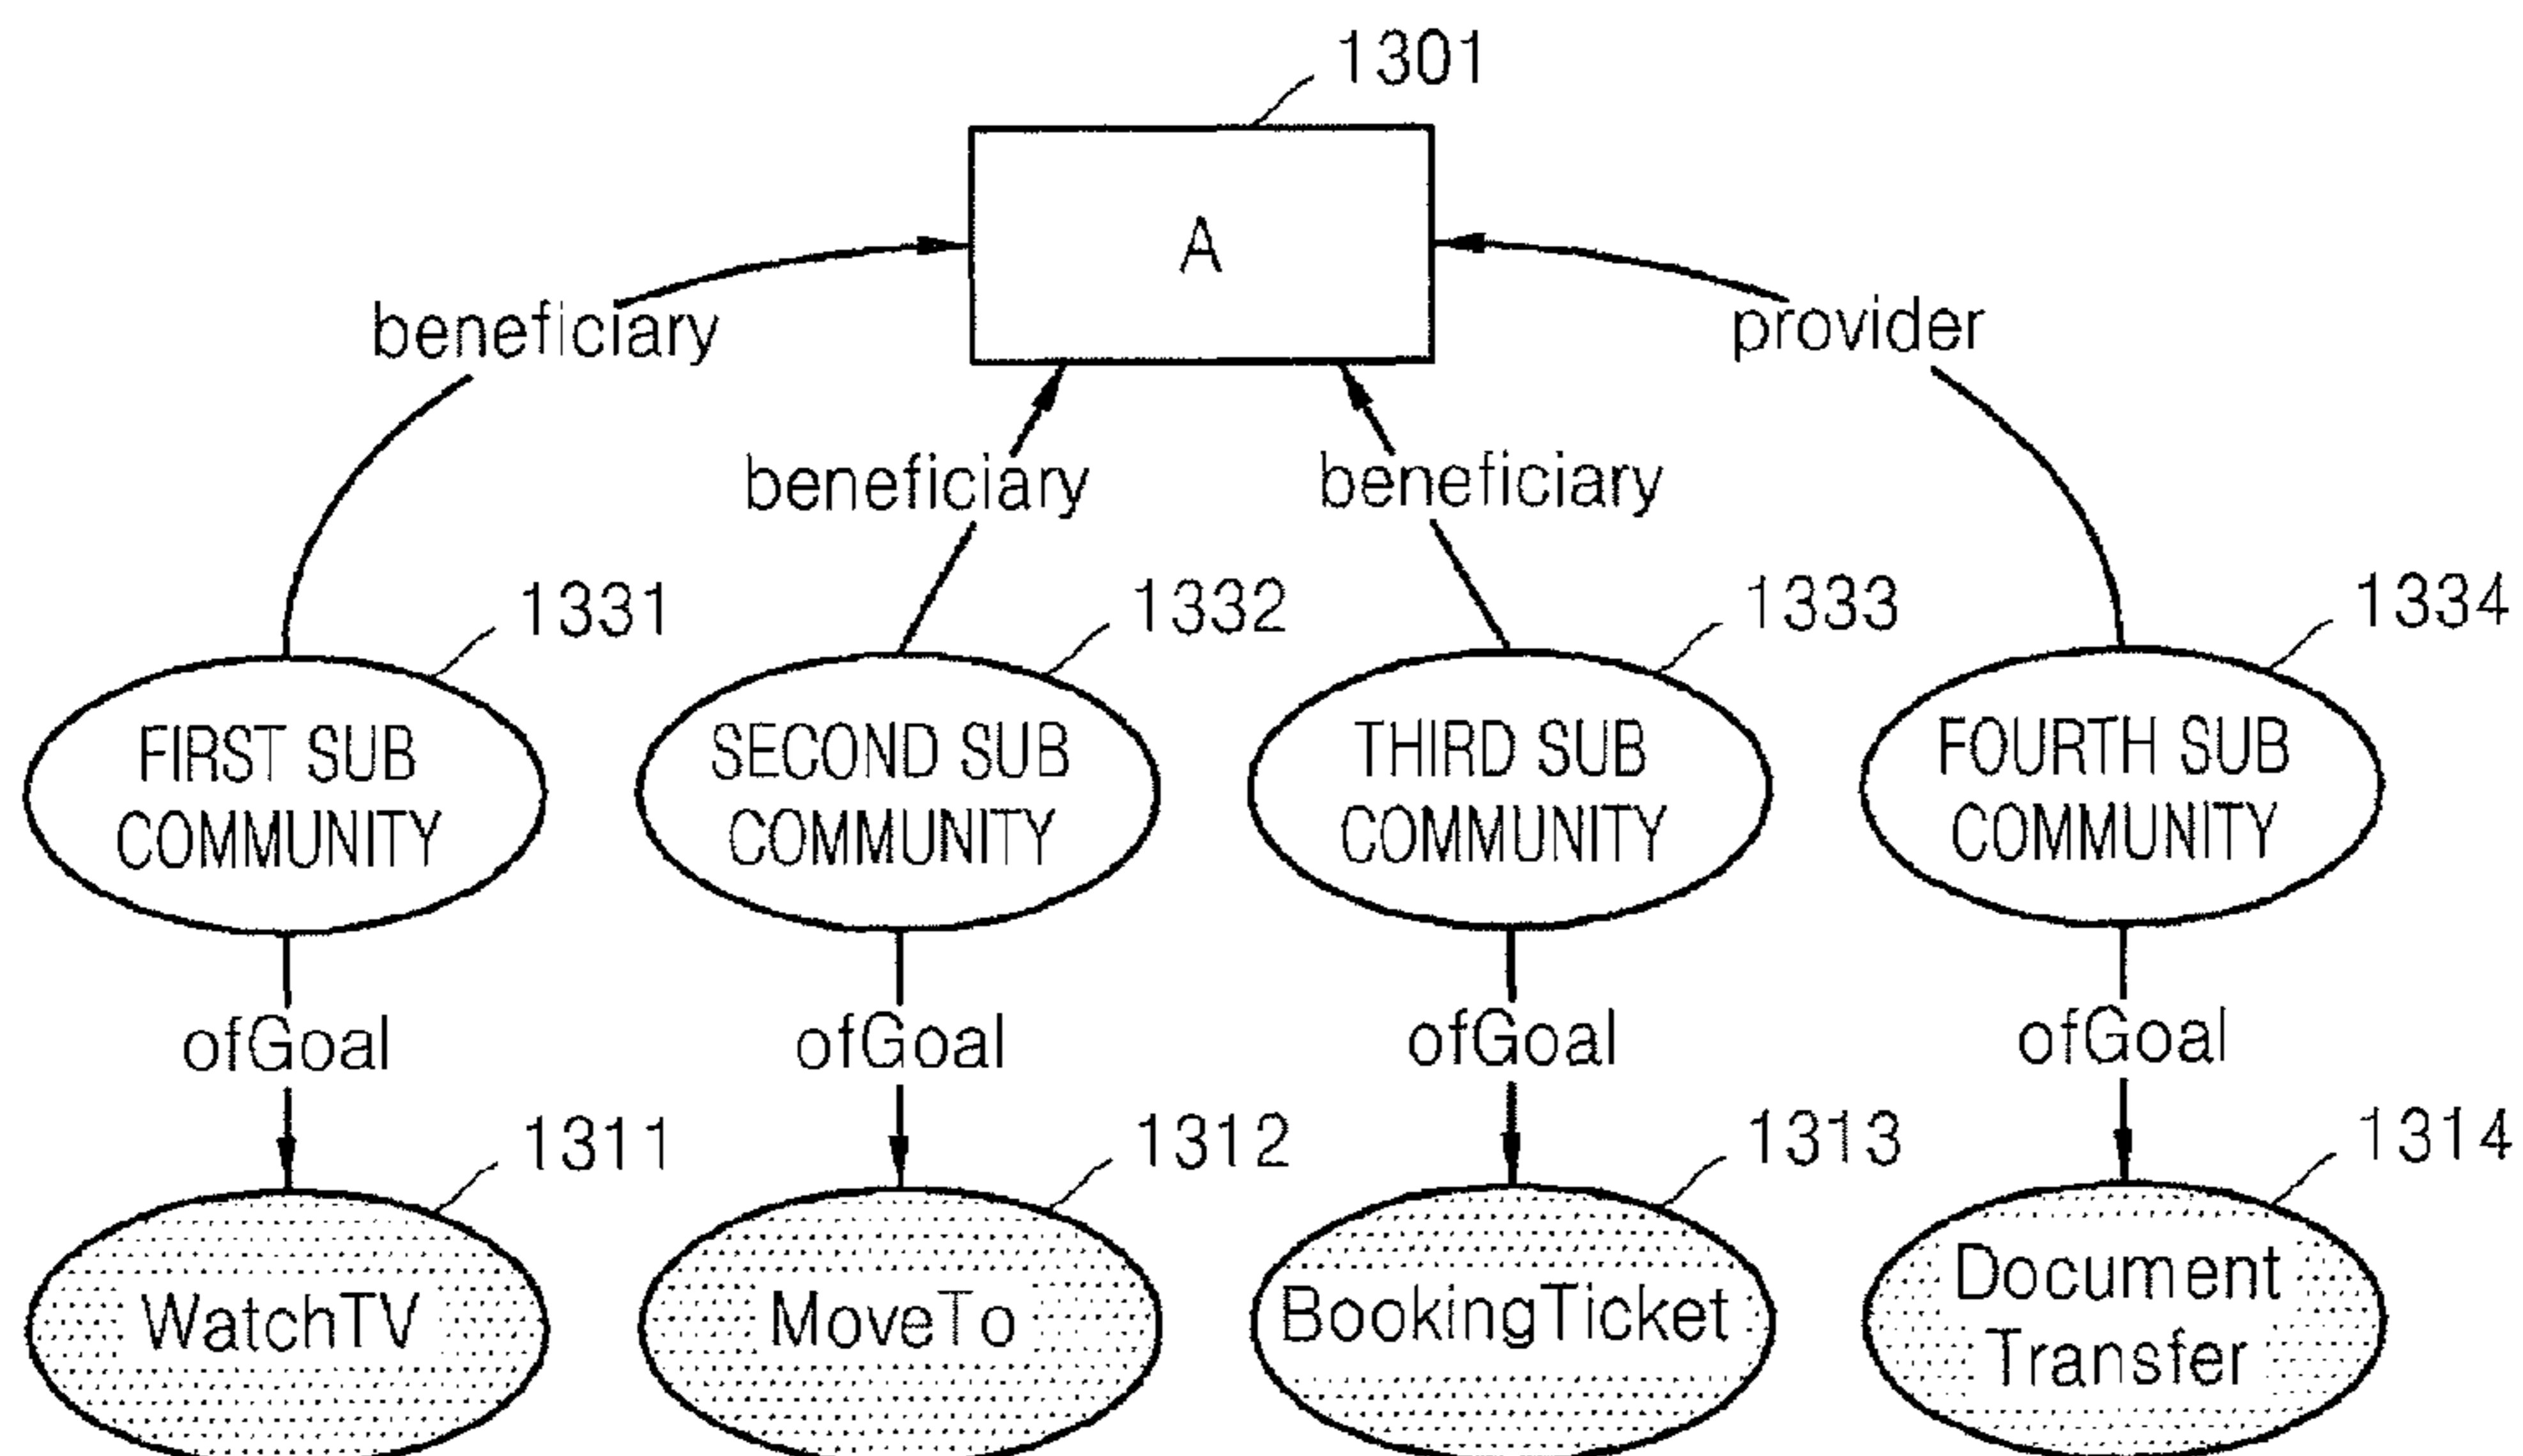 1301
A
beneficiary
provider
beneficiary
beneficiary
1331
1332
1333
1334
FIRST SUB
COMMUNITY
SECOND SUB
COMMUNITY
THIRD SUB
COMMUNITY
FOURTH SUB
COMMUNITY
ofGoal
ofGoal
ofGoal
ofGoal
1311
1312
1313
1314
WatchTV
MoveTo
BookingTicket
Document
Transfer